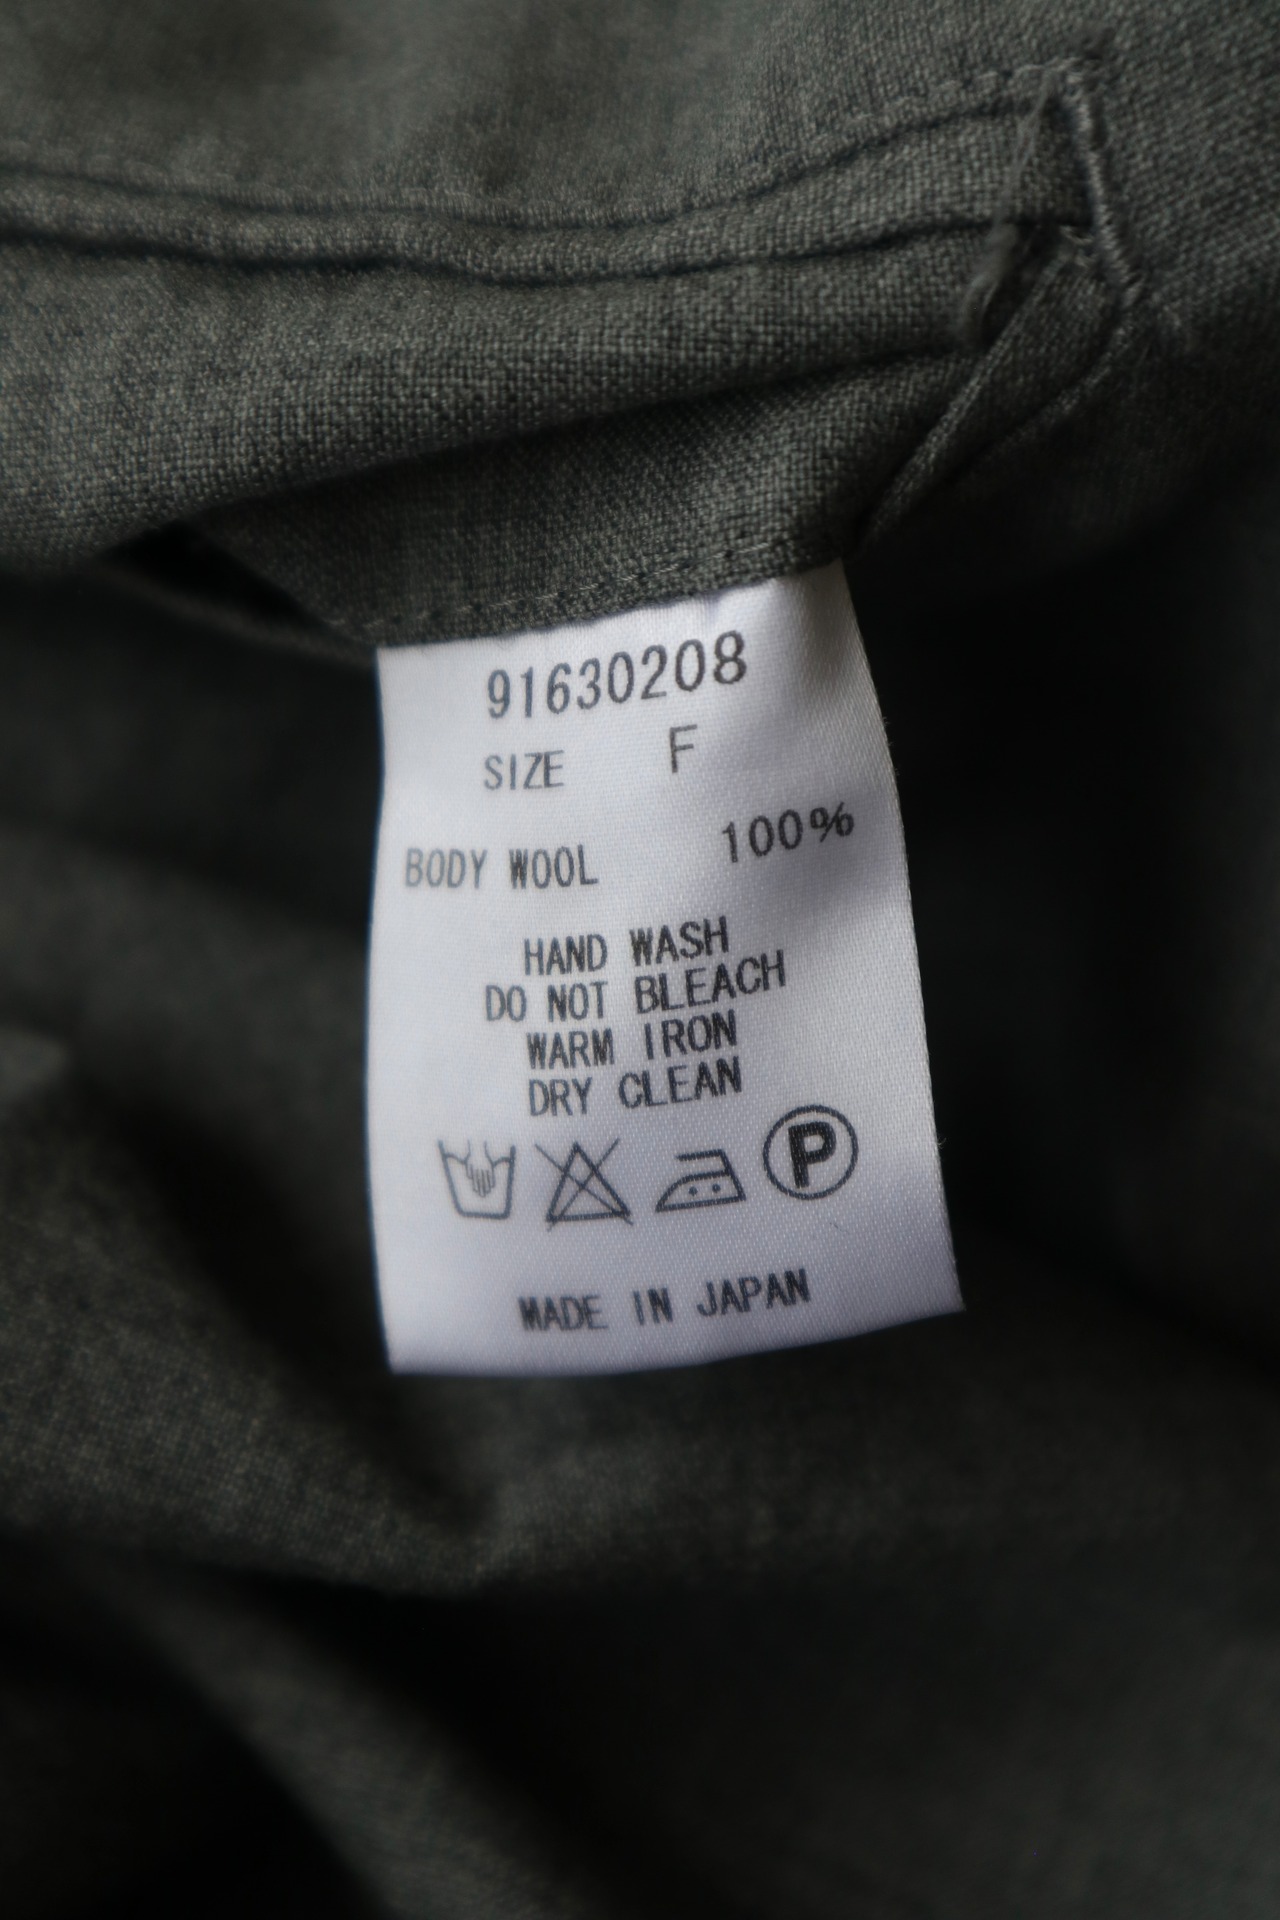 91630208
SIZE F
BODY WOOL 100%
HAND WASH
DO NOT BLEACH
WARM IRON
DRY CLEAN
P
MADE IN JAPAN